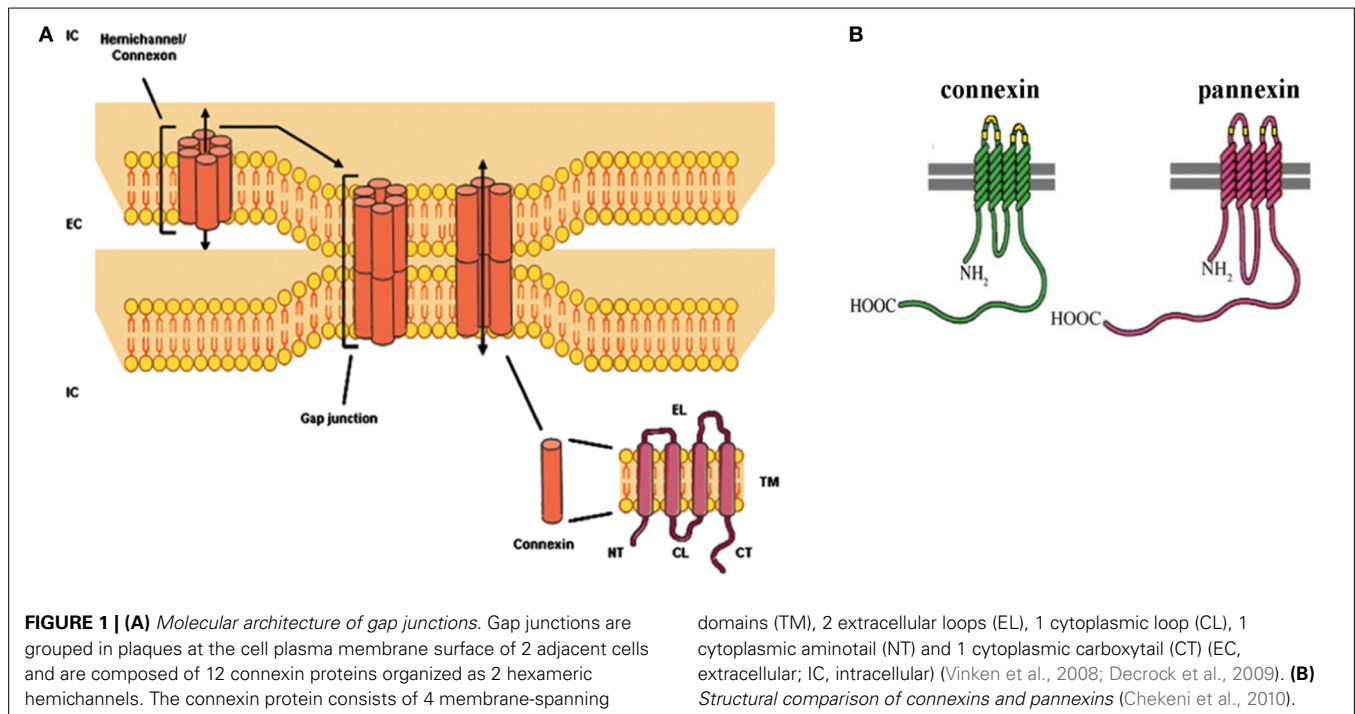 A
IC
Hemichannel/
Connexon
EC
IC
Gap junction
Connexin
EL
TM
NT
CL
CT
B
connexin
pannexin
NH2
HOOC
NH2
HOOC
FIGURE 1 | (A) Molecular architecture of gap junctions. Gap junctions are
grouped in plaques at the cell plasma membrane surface of 2 adjacent cells
and are composed of 12 connexin proteins organized as 2 hexameric
hemichannels. The connexin protein consists of 4 membrane-spanning
domains (TM), 2 extracellular loops (EL), 1 cytoplasmic loop (CL), 1
cytoplasmic aminotail (NT) and 1 cytoplasmic carboxytail (CT) (EC,
extracellular; IC, intracellular) (Vinken et al., 2008; Decrock et al., 2009). (B)
Structural comparison of connexins and pannexins (Chekeni et al., 2010).